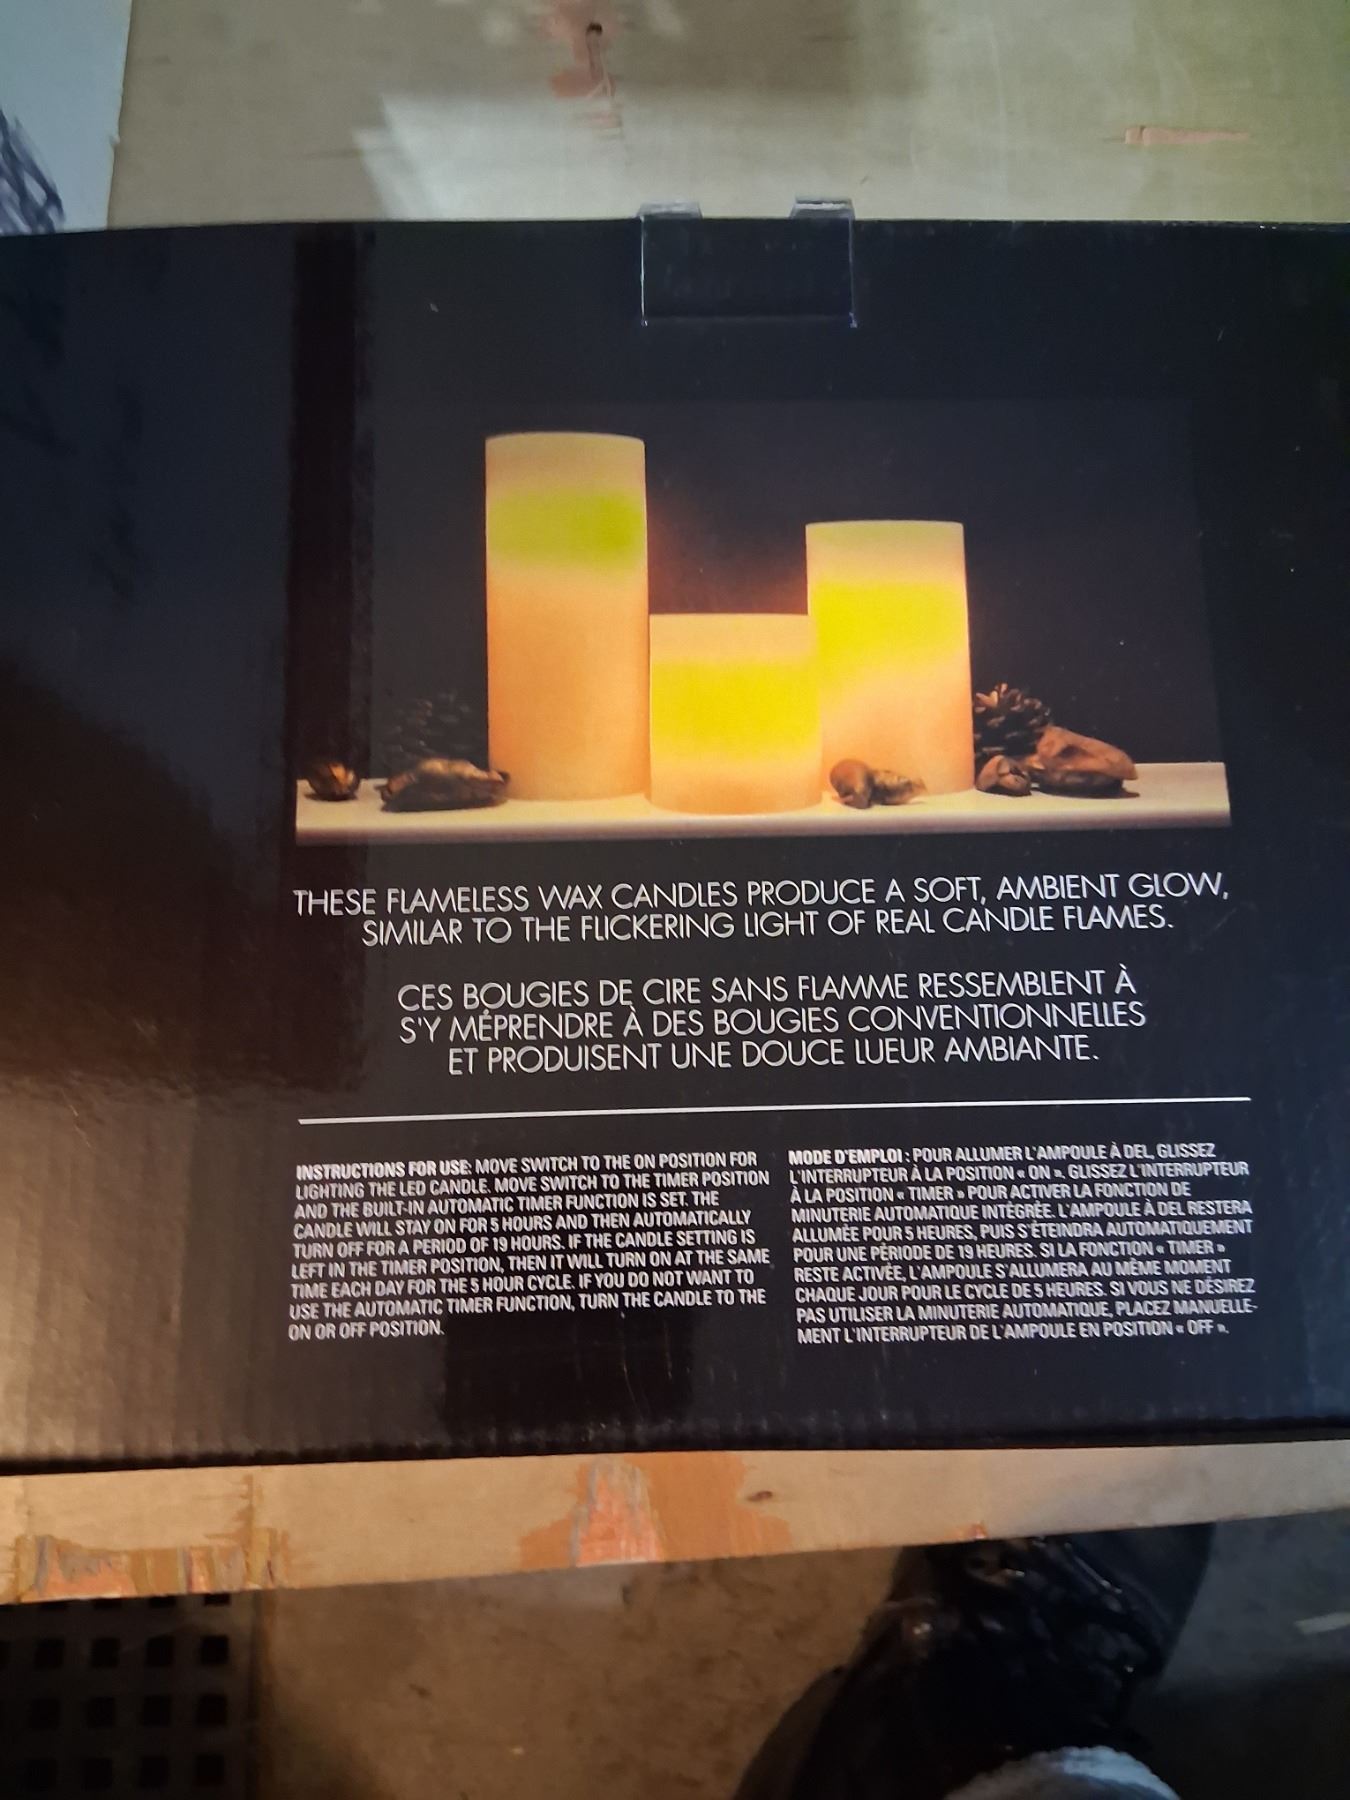 THESE FLAMELESS WAX CANDLES PRODUCE A SOFT, AMBIENT GLOW,
SIMILAR TO THE FLICKERING LIGHT OF REAL CANDLE FLAMES.
CES BOUGIES DE CIRE SANS FLAMME RESSEMBLENT À
S'Y MÉPRENDRE À DES BOUGIES CONVENTIONNELLES
ET PRODUISENT UNE DOUCE LUEUR AMBIANTE.
INSTRUCTIONS FOR USE: MOVE SWITCH TO THE ON POSITION FOR
LIGHTING THE LED CANDLE. MOVE SWITCH TO THE TIMER POSITION
AND THE BUILT-IN AUTOMATIC TIMER FUNCTION IS SET. THE
CANDLE WILL STAY ON FOR 5 HOURS AND THEN AUTOMATICALLY
TURN OFF FOR A PERIOD OF 19 HOURS. IF THE CANDLE SETTING IS
LEFT IN THE TIMER POSITION, THEN IT WILL TURN ON AT THE SAME
TIME EACH DAY FOR THE 5 HOUR CYCLE. IF YOU DO NOT WANT TO
USE THE AUTOMATIC TIMER FUNCTION, TURN THE CANDLE TO THE
ON OR OFF POSITION.
MODE D'EMPLOI : POUR ALLUMER L'AMPOULE À DEL, GLISSEZ
L'INTERRUPTEUR À LA POSITION « ON ». GLISSEZ L'INTERRUPTEUR
À LA POSITION « TIMER » POUR ACTIVER LA FONCTION DE
MINUTERIE AUTOMATIQUE INTÉGRÉE. L'AMPOULE À DEL RESTERA
ALLUMÉE POUR 5 HEURES, PUIS S'ÉTEINDRA AUTOMATIQUEMENT
POUR UNE PÉRIODE DE 19 HEURES. SI LA FONCTION « TIMER »
RESTE ACTIVÉE, L'AMPOULE S'ALLUMERA AU MÊME MOMENT
CHAQUE JOUR POUR LE CYCLE DE 5 HEURES. SI VOUS NE DÉSIREZ
PAS UTILISER LA MINUTERIE AUTOMATIQUE, PLACEZ MANUELLE-
MENT L'INTERRUPTEUR DE L'AMPOULE EN POSITION « OFF ».